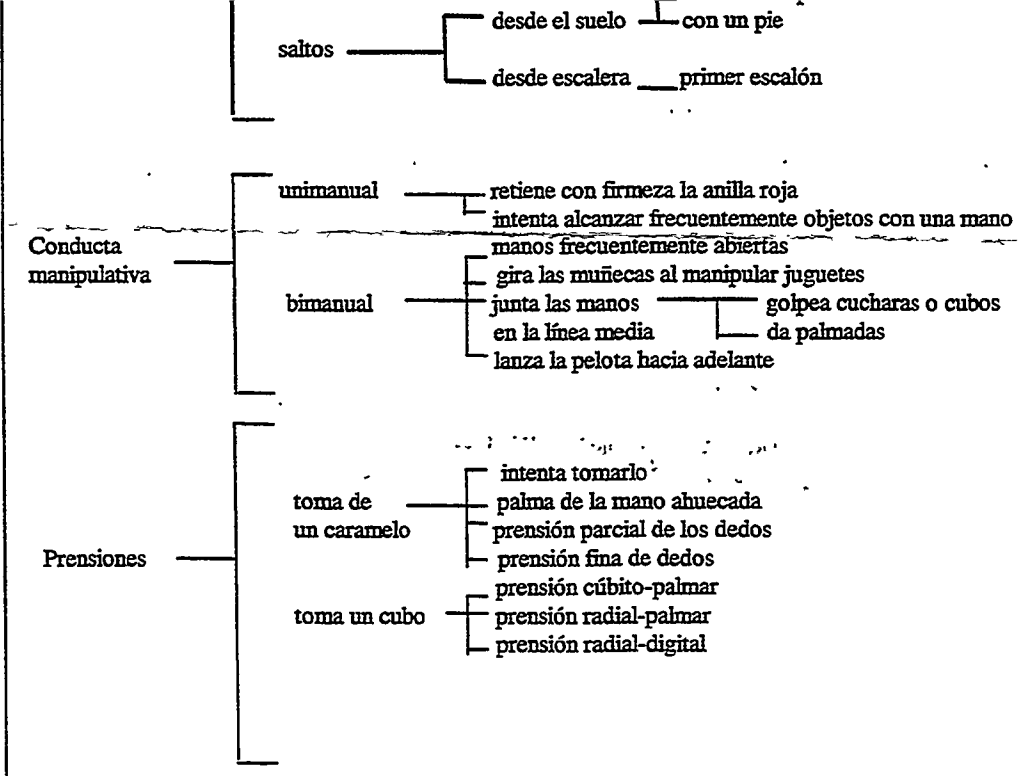 desde el suelo
con un pie
saltos
desde escalera
primer escalón
Conducta
manipulativa
unimanual
retiene con firmeza la anilla roja
intenta alcanzar frecuentemente objetos con una mano
bimanual
manos frecuentemente abiertas
gira las muñecas al manipular juguetes
junta las manos
en la línea media
golpea cucharas o cubos
da palmadas
lanza la pelota hacia adelante
Prensiones
toma de
un caramelo
intenta tomarlo
palma de la mano ahuecada
prensión parcial de los dedos
prensión fina de dedos
toma un cubo
prensión cúbito-palmar
prensión radial-palmar
prensión radial-digital